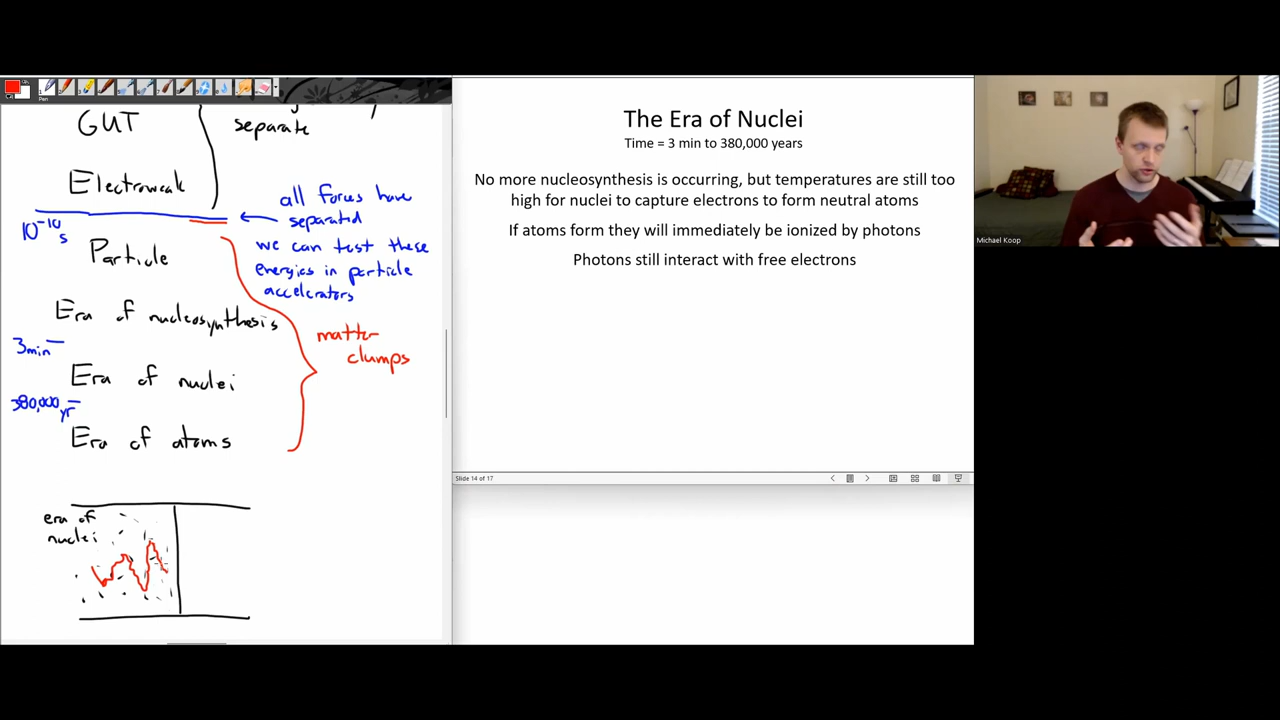 Pen
GUT
separate
Electroweak
all forces have
separated
10^-10 s
Particle
we can test these
energies in particle
accelrators
Era of nucleosynthesis
matter
clumps
3min
Era of nuclei
380,000 yr
Era of atoms
era of
nuclei
The Era of Nuclei
Time = 3 min to 380,000 years
No more nucleosynthesis is occurring, but temperatures are still too
high for nuclei to capture electrons to form neutral atoms
If atoms form they will immediately be ionized by photons
Photons still interact with free electrons
Slide 14 of 17
Michael Koop